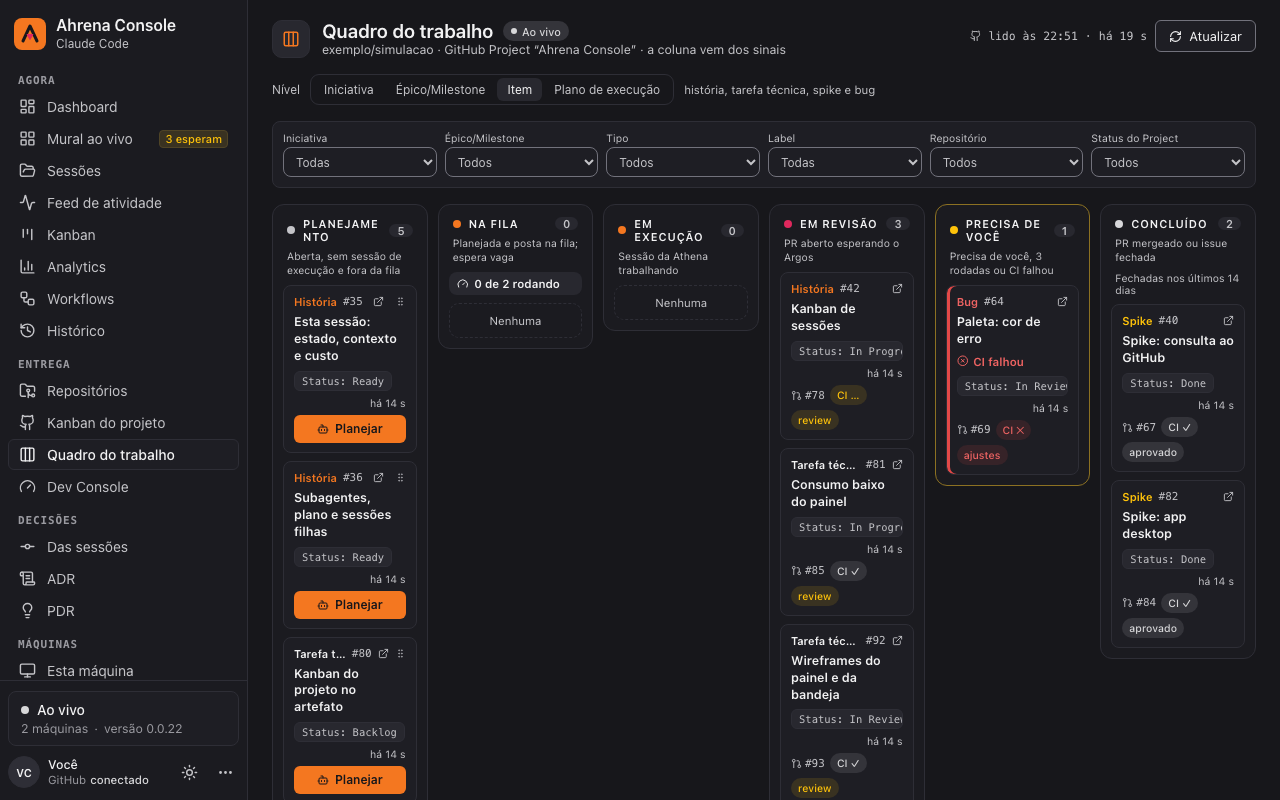 Ahrena Console
Claude Code
AGORA
Dashboard
Mural ao vivo
3 esperam
Sessões
Feed de atividade
Kanban
Analytics
Workflows
Histórico
ENTREGA
Repositórios
Kanban do projeto
Quadro do trabalho
Dev Console
DECISÕES
Das sessões
ADR
PDR
MÁQUINAS
Esta máquina
Ao vivo
2 máquinas · versão 0.0.22
VC
Você
GitHub conectado
Quadro do trabalho
Ao vivo
exemplo/simulacao · GitHub Project “Ahrena Console” · a coluna vem dos sinais
lido às 22:51 · há 19 s
Atualizar
Nível
Iniciativa
Épico/Milestone
Item
Plano de execução
história, tarefa técnica, spike e bug
Iniciativa
Todas
Épico/Milestone
Todos
Tipo
Todos
Label
Todas
Repositório
Todos
Status do Project
Todos
PLANEJAME
NTO
5
Aberta, sem sessão de
execução e fora da fila
História #35
Esta sessão:
estado, contexto
e custo
Status: Ready
há 14 s
Planejar
História #36
Subagentes,
plano e sessões
filhas
Status: Ready
há 14 s
Planejar
Tarefa t... #80
Kanban do
projeto no
artefato
Status: Backlog
há 14 s
Planejar
NA FILA
0
Planejada e posta na fila;
espera vaga
0 de 2 rodando
Nenhuma
EM
EXECUÇÃO
0
Sessão da Athena
trabalhando
Nenhuma
EM REVISÃO
3
PR aberto esperando o
Argos
História #42
Kanban de
sessões
Status: In Progre
há 14 s
#78 CI ...
review
Tarefa téc... #81
Consumo baixo
do painel
Status: In Progre
há 14 s
#85 CI ✓
review
Tarefa téc... #92
Wireframes do
painel e da
bandeja
Status: In Review
há 14 s
#93 CI ✓
review
PRECISA DE
VOCÊ
1
Precisa de você, 3
rodadas ou CI falhou
Bug #64
Paleta: cor de
erro
CI falhou
Status: In Review
há 14 s
#69 CI ✕
ajustes
CONCLUÍDO
2
PR mergeado ou issue
fechada
Fechadas nos últimos 14
dias
Spike #40
Spike: consulta ao
GitHub
Status: Done
há 14 s
#67 CI ✓
aprovado
Spike #82
Spike: app
desktop
Status: Done
há 14 s
#84 CI ✓
aprovado